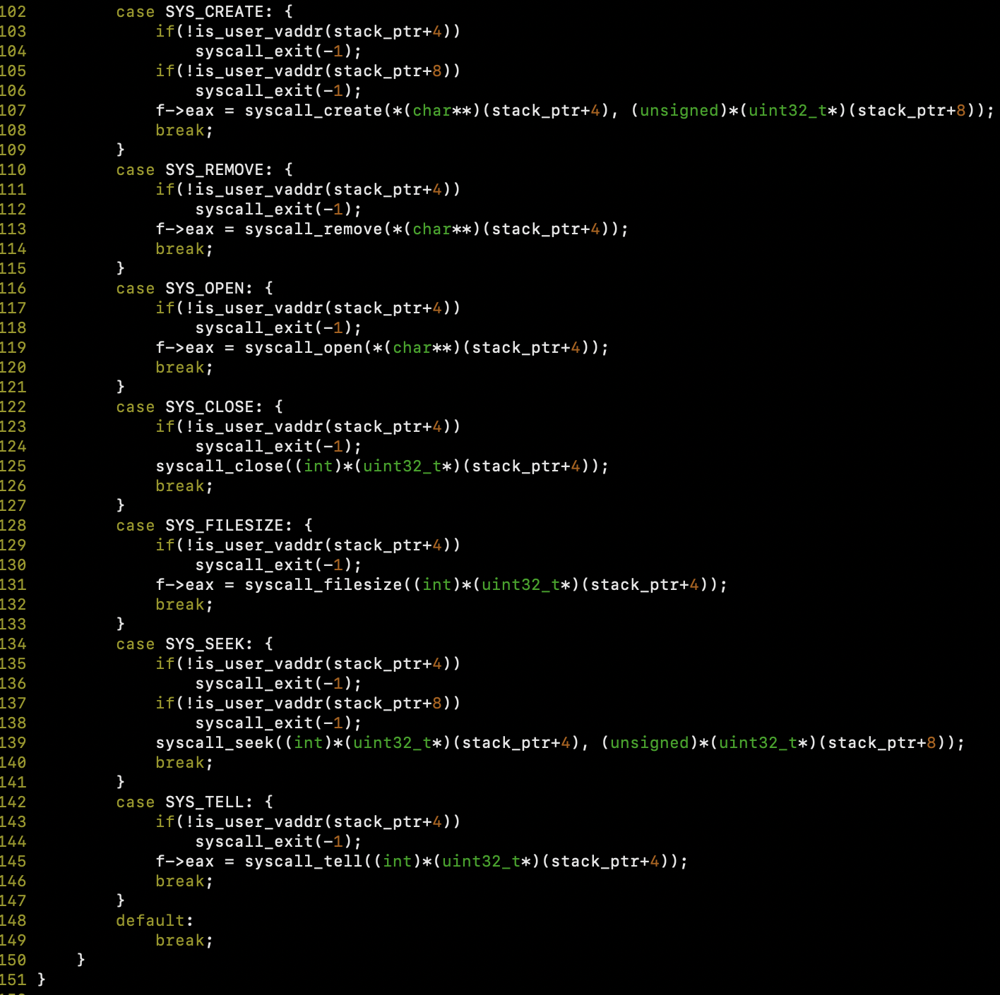 102         case SYS_CREATE: {
103             if(!is_user_vaddr(stack_ptr+4))
104                 syscall_exit(-1);
105             if(!is_user_vaddr(stack_ptr+8))
106                 syscall_exit(-1);
107             f->eax = syscall_create(*(char**)(stack_ptr+4), (unsigned)*(uint32_t*)(stack_ptr+8));
108             break;
109         }
110         case SYS_REMOVE: {
111             if(!is_user_vaddr(stack_ptr+4))
112                 syscall_exit(-1);
113             f->eax = syscall_remove(*(char**)(stack_ptr+4));
114             break;
115         }
116         case SYS_OPEN: {
117             if(!is_user_vaddr(stack_ptr+4))
118                 syscall_exit(-1);
119             f->eax = syscall_open(*(char**)(stack_ptr+4));
120             break;
121         }
122         case SYS_CLOSE: {
123             if(!is_user_vaddr(stack_ptr+4))
124                 syscall_exit(-1);
125             syscall_close((int)*(uint32_t*)(stack_ptr+4));
126             break;
127         }
128         case SYS_FILESIZE: {
129             if(!is_user_vaddr(stack_ptr+4))
130                 syscall_exit(-1);
131             f->eax = syscall_filesize((int)*(uint32_t*)(stack_ptr+4));
132             break;
133         }
134         case SYS_SEEK: {
135             if(!is_user_vaddr(stack_ptr+4))
136                 syscall_exit(-1);
137             if(!is_user_vaddr(stack_ptr+8))
138                 syscall_exit(-1);
139             syscall_seek((int)*(uint32_t*)(stack_ptr+4), (unsigned)*(uint32_t*)(stack_ptr+8));
140             break;
141         }
142         case SYS_TELL: {
143             if(!is_user_vaddr(stack_ptr+4))
144                 syscall_exit(-1);
145             f->eax = syscall_tell((int)*(uint32_t*)(stack_ptr+4));
146             break;
147         }
148         default:
149             break;
150     }
151 }